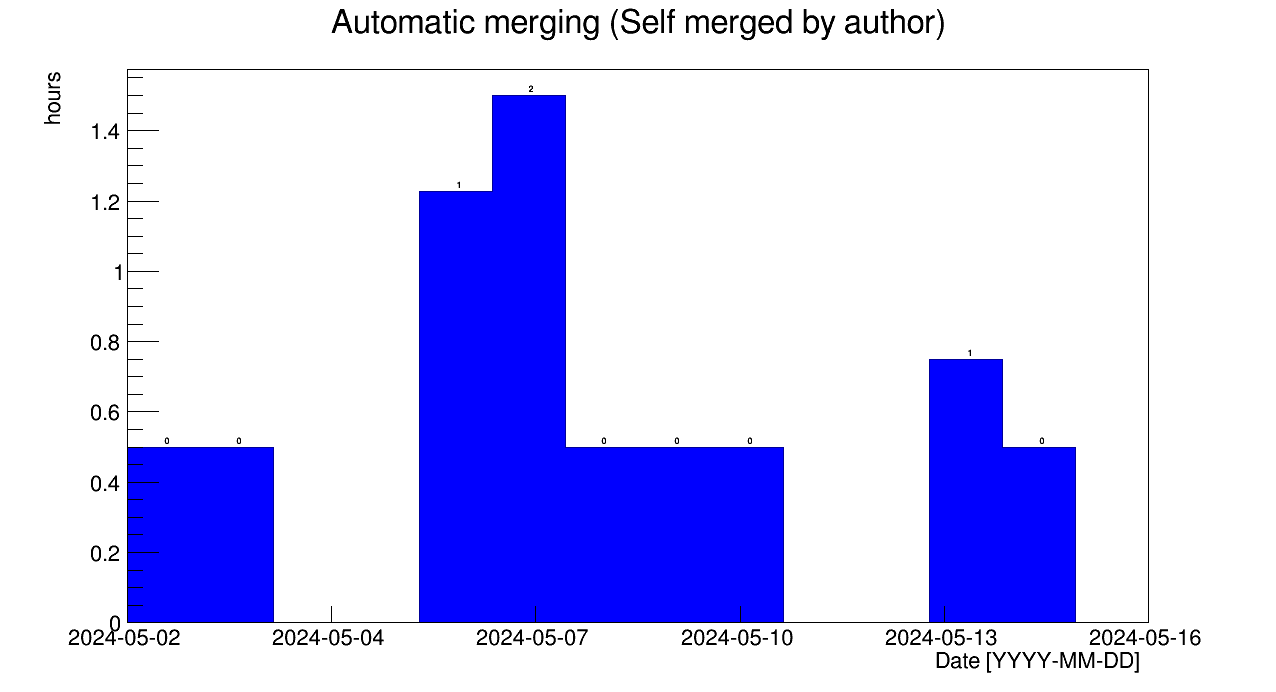 Automatic merging (Self merged by author)
hours
1.4
1.2
1
0.8
0.6
0.4
0.2
0
2
1
1
0 0 0 0 0 0
2024-05-02 2024-05-04 2024-05-07 2024-05-10 2024-05-13 2024-05-16
Date [YYYY-MM-DD]